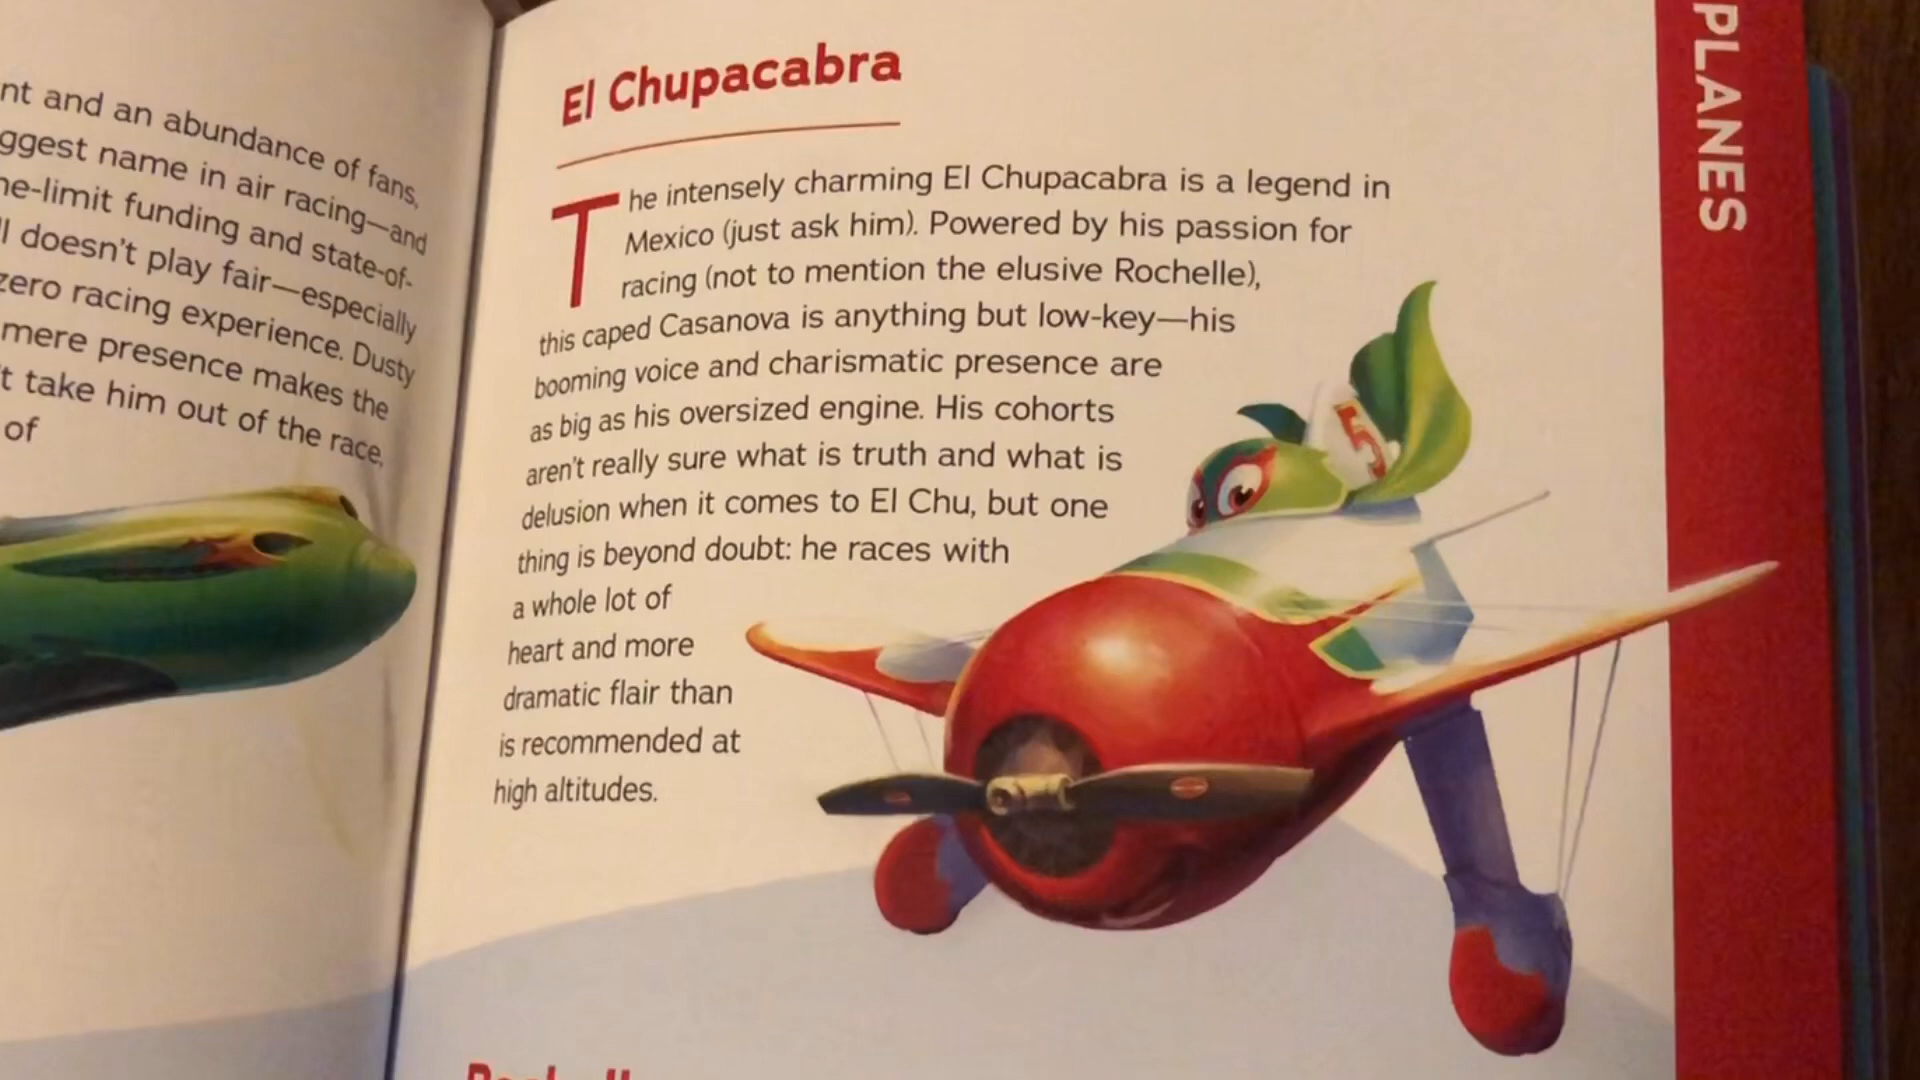 nt and an abundance of fans,
ggest name in air racing—and
e-limit funding and state-of-
doesn't play fair—especially
zero racing experience. Dusty
mere presence makes the
t take him out of the race,
of
El Chupacabra
The intensely charming El Chupacabra is a legend in
Mexico (just ask him). Powered by his passion for
racing (not to mention the elusive Rochelle),
this caped Casanova is anything but low-key—his
booming voice and charismatic presence are
as big as his oversized engine. His cohorts
aren't really sure what is truth and what is
delusion when it comes to El Chu, but one
thing is beyond doubt: he races with
a whole lot of
heart and more
dramatic flair than
is recommended at
high altitudes.
5
PLANES